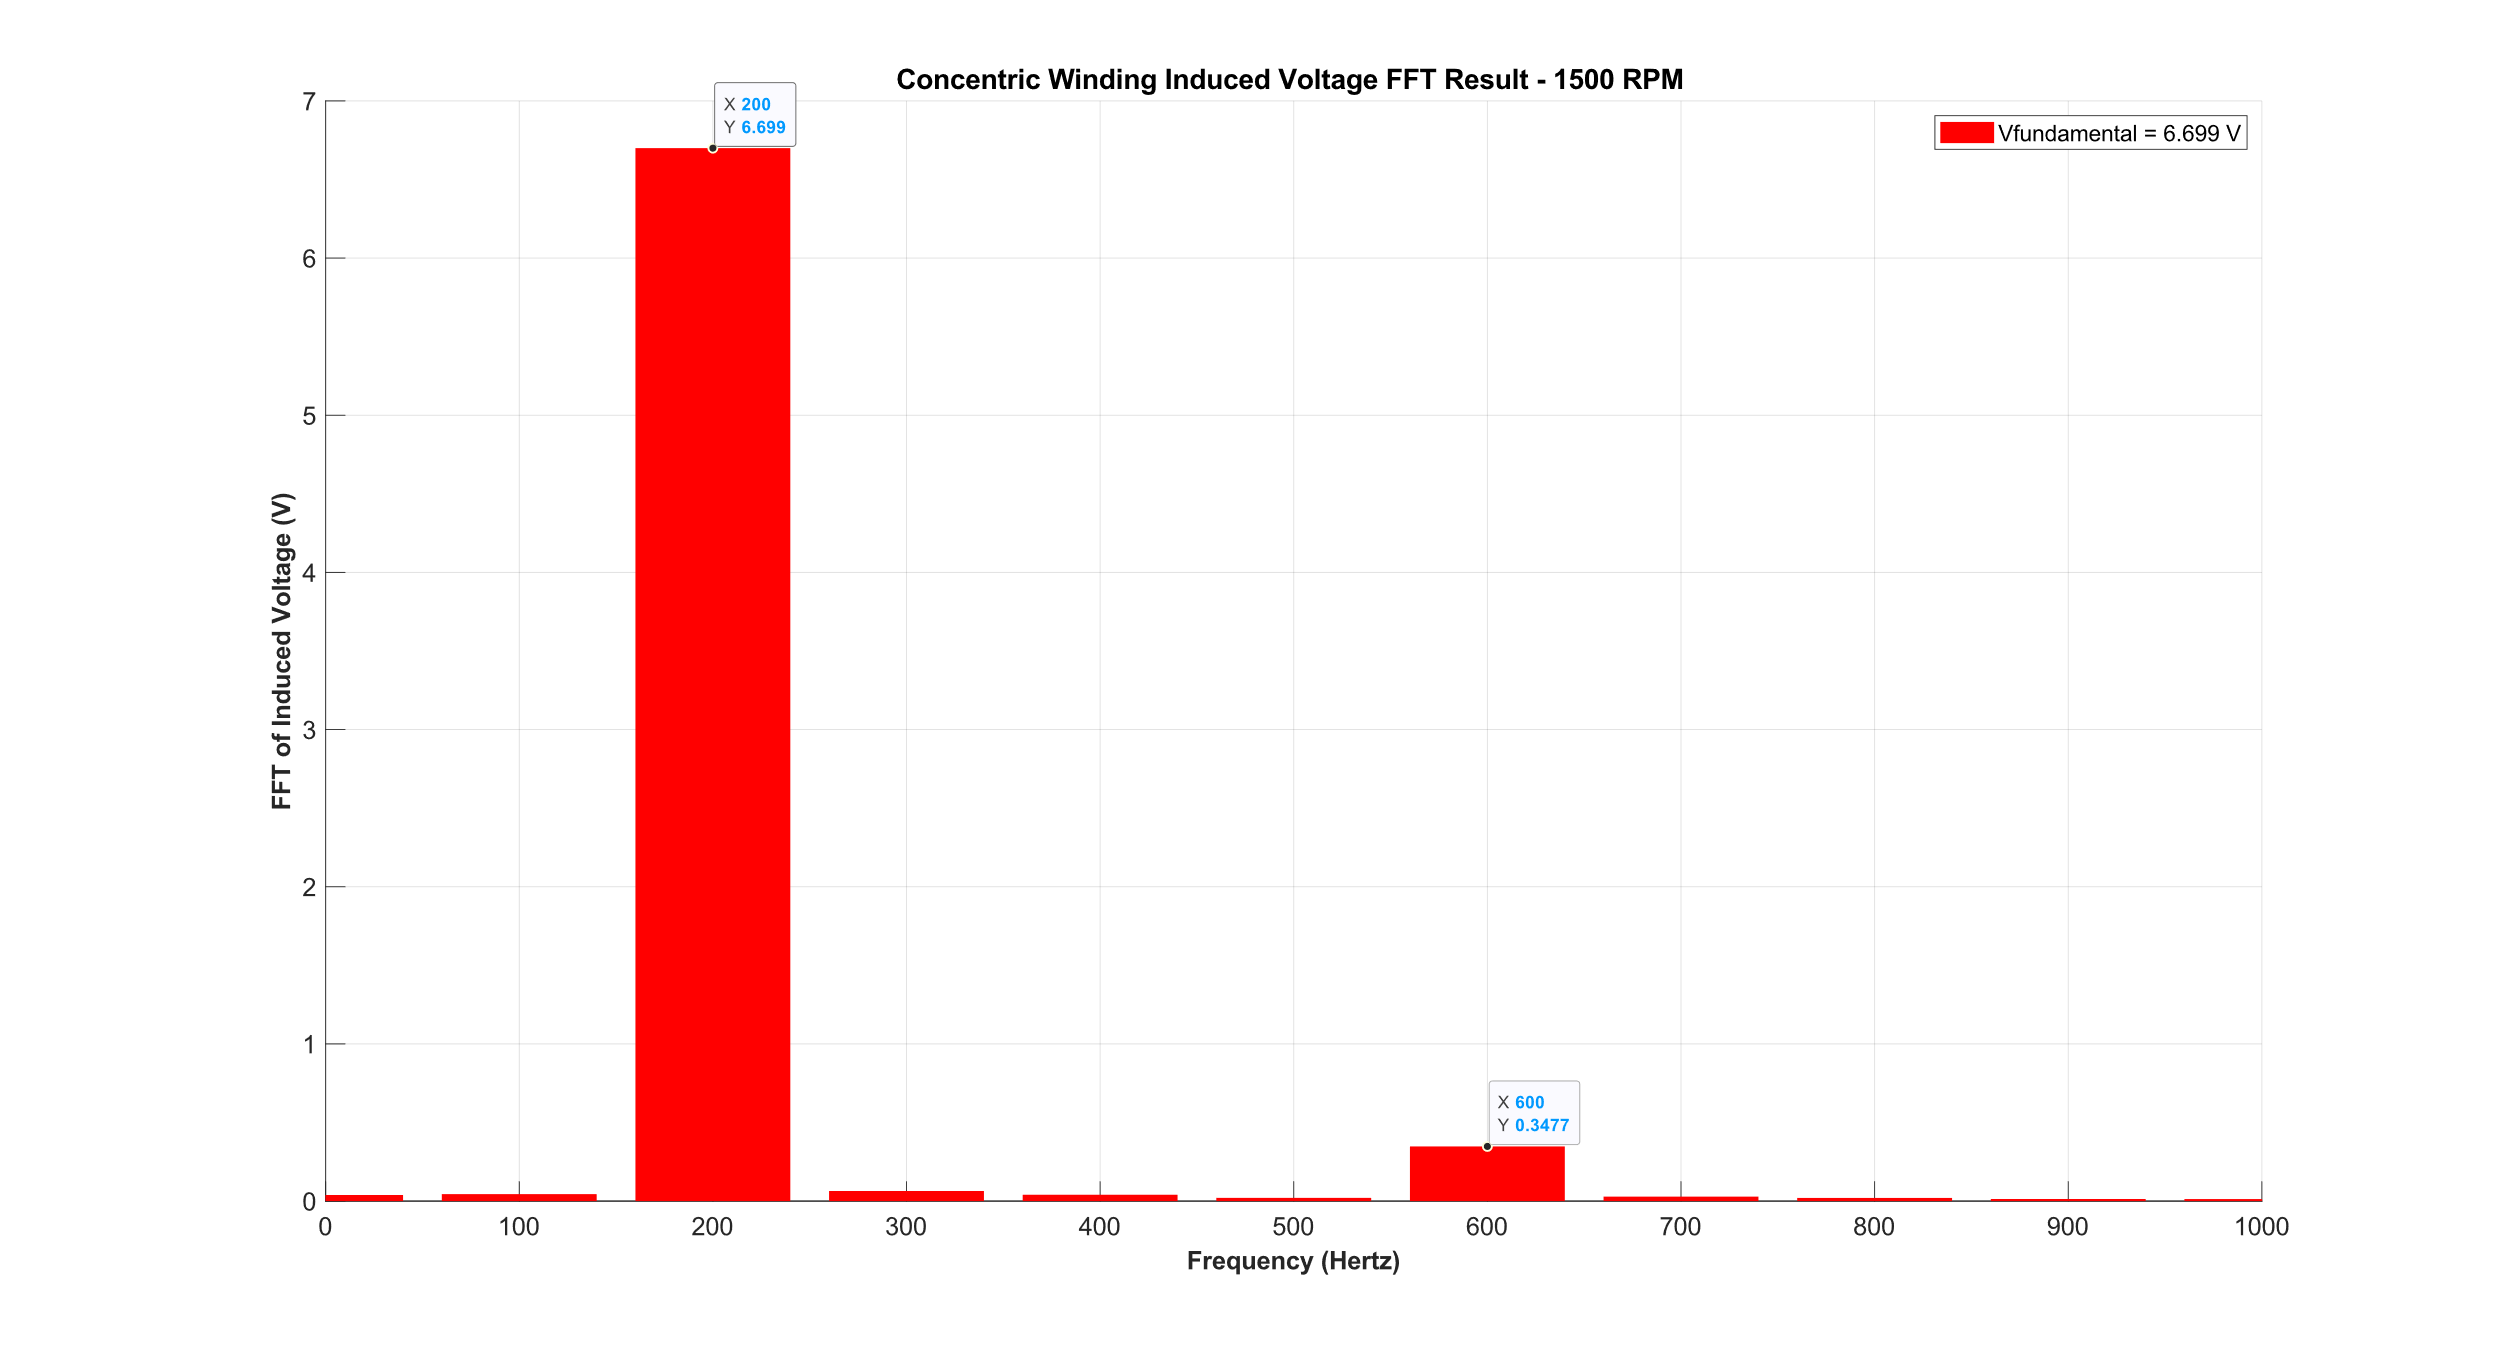 Concentric Winding Induced Voltage FFT Result - 1500 RPM
X 200
Y 6.699
Vfundamental = 6.699 V
7
6
5
4
3
2
1
0
FFT of Induced Voltage (V)
X 600
Y 0.3477
0 100 200 300 400 500 600 700 800 900 1000
Frequency (Hertz)